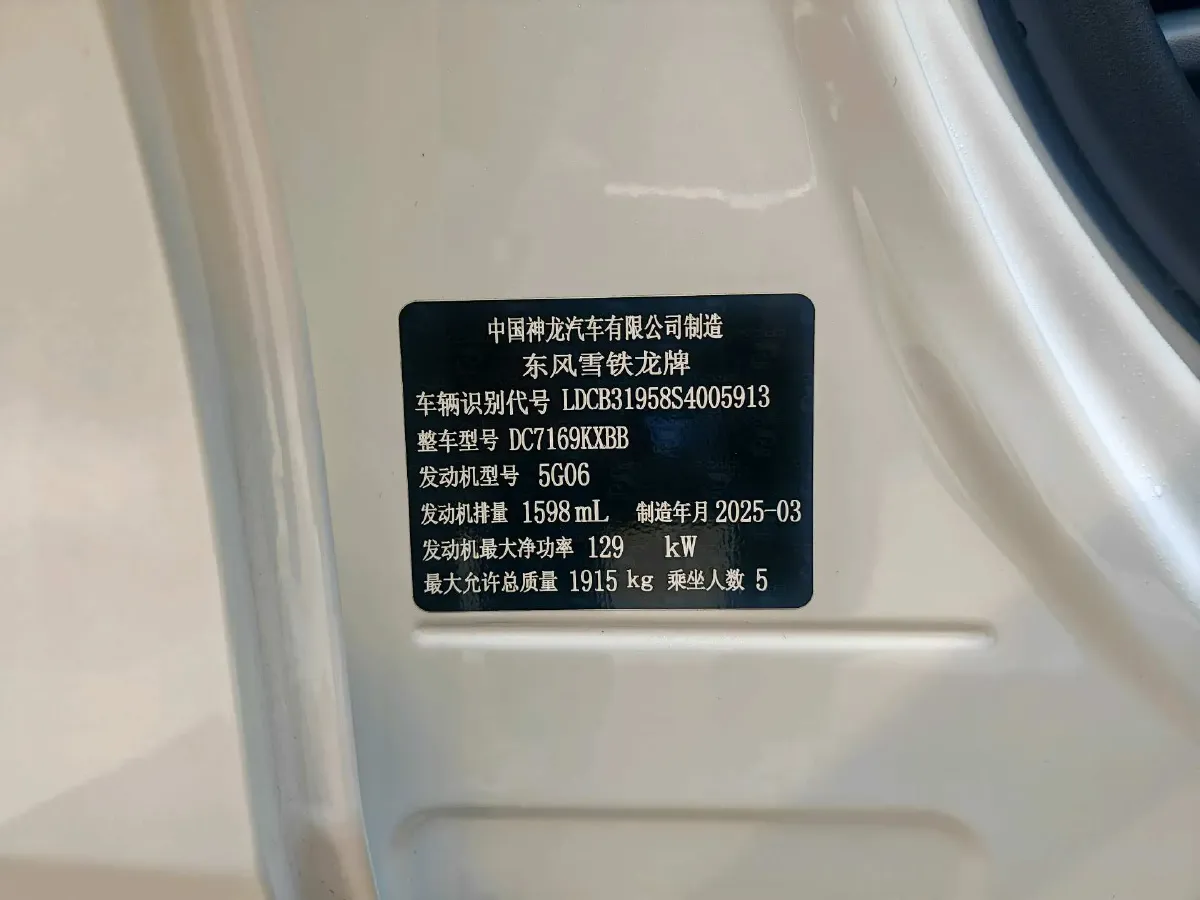 中国神龙汽车有限公司制造
东风雪铁龙牌
车辆识别代号 LDCB31958S4005913
整车型号 DC7169KXBB
发动机型号 5G06
发动机排量 1598 mL 制造年月 2025-03
发动机最大净功率 129 kW
最大允许总质量 1915 kg 乘坐人数 5